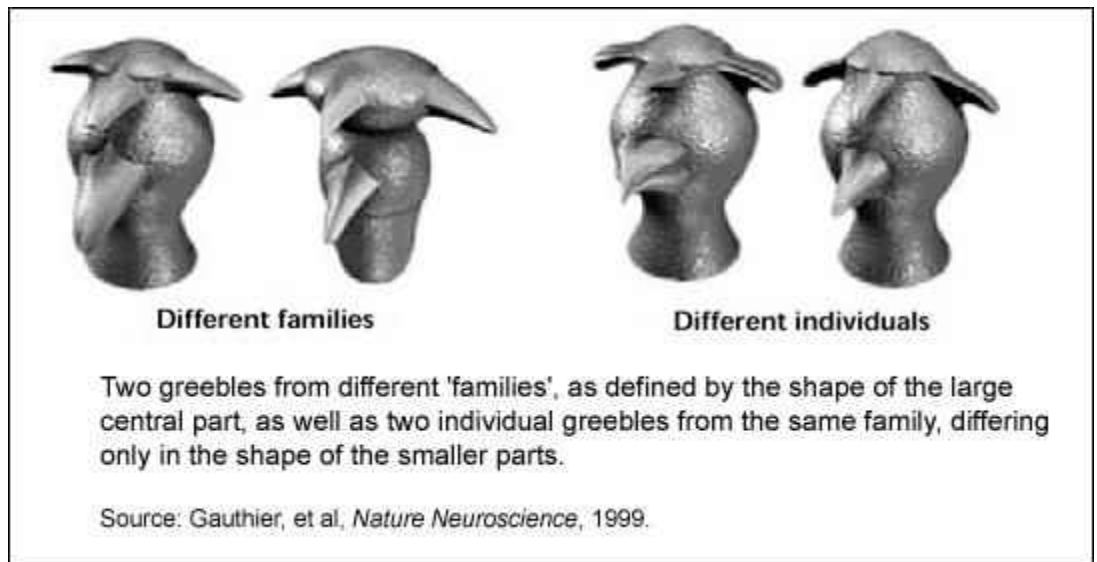 Different families
Different individuals
Two greebles from different 'families', as defined by the shape of the large
central part, as well as two individual greebles from the same family, differing
only in the shape of the smaller parts.
Source: Gauthier, et al, Nature Neuroscience, 1999.